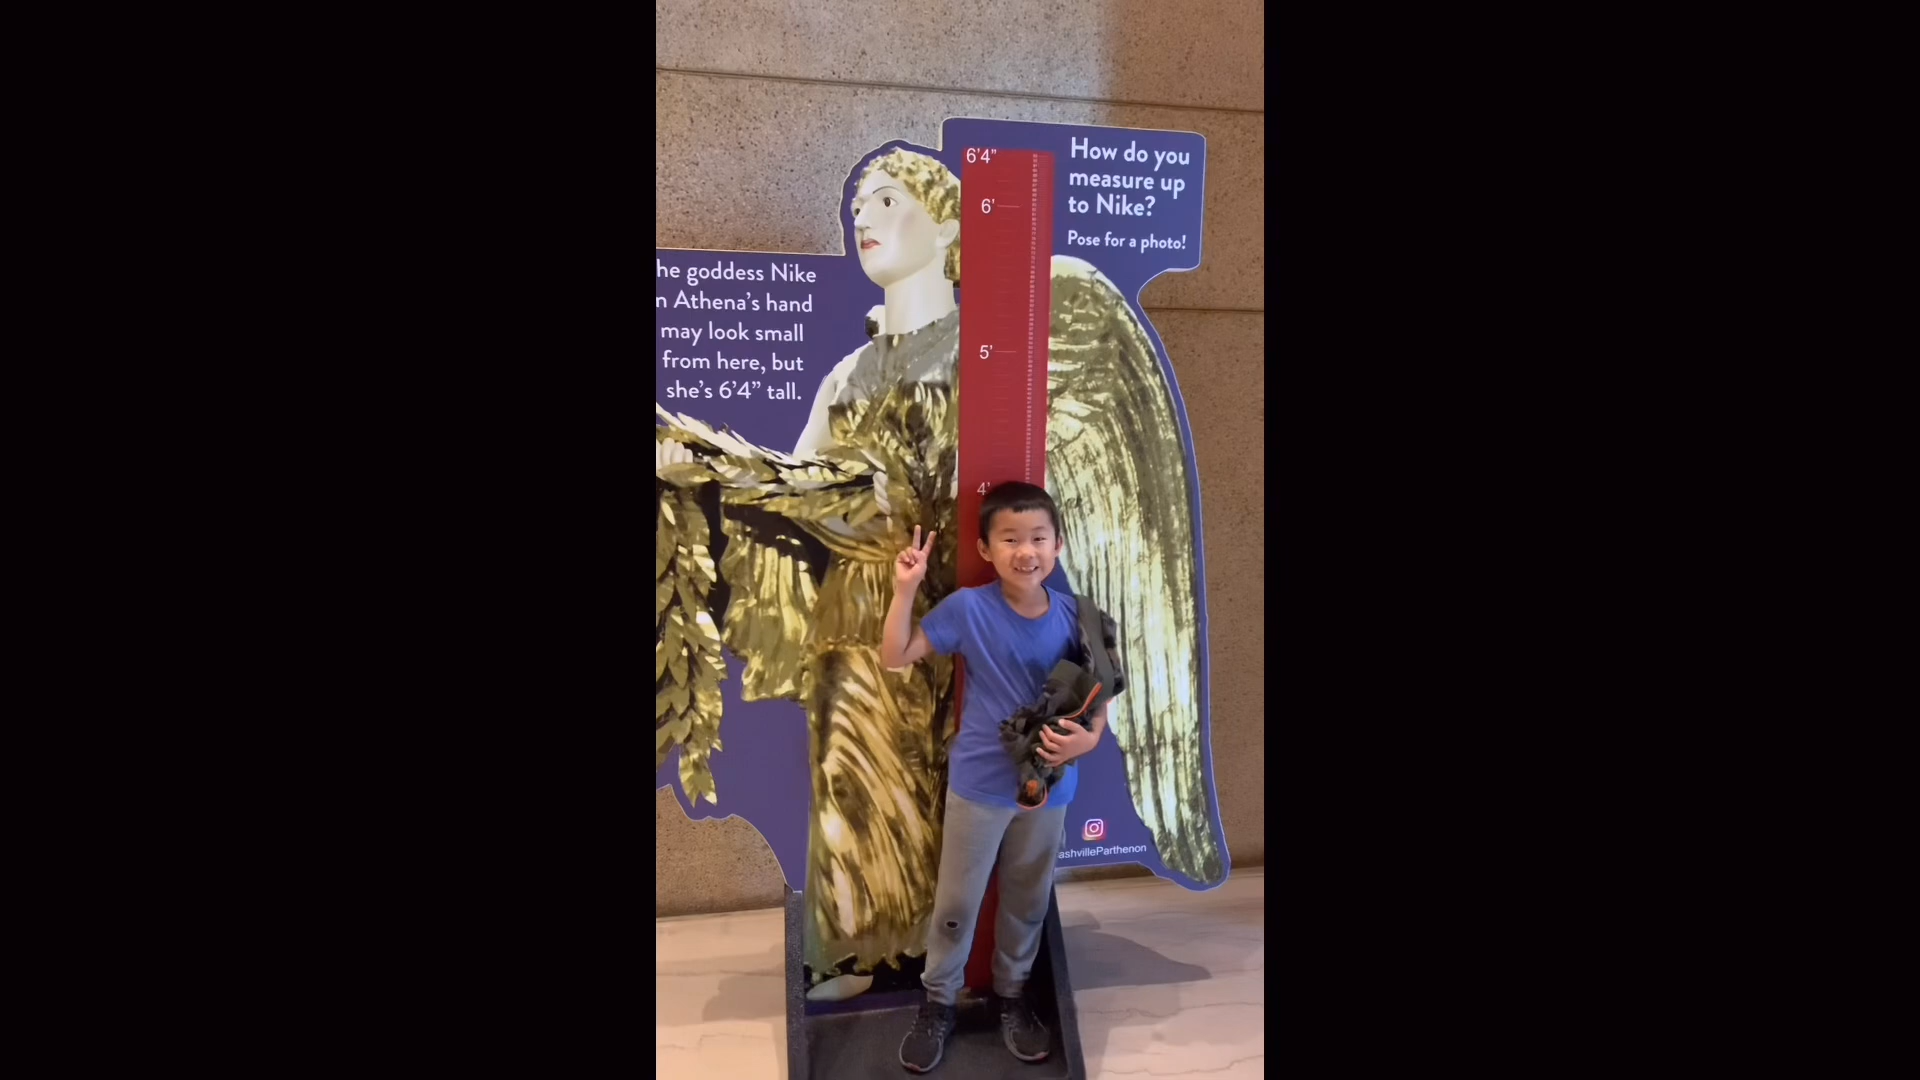 6'4"
How do you
measure up
to Nike?
Pose for a photo!
6'
he goddess Nike
n Athena's hand
may look small
from here, but
she's 6'4" tall.
5'
4'
ashvilleParthenon